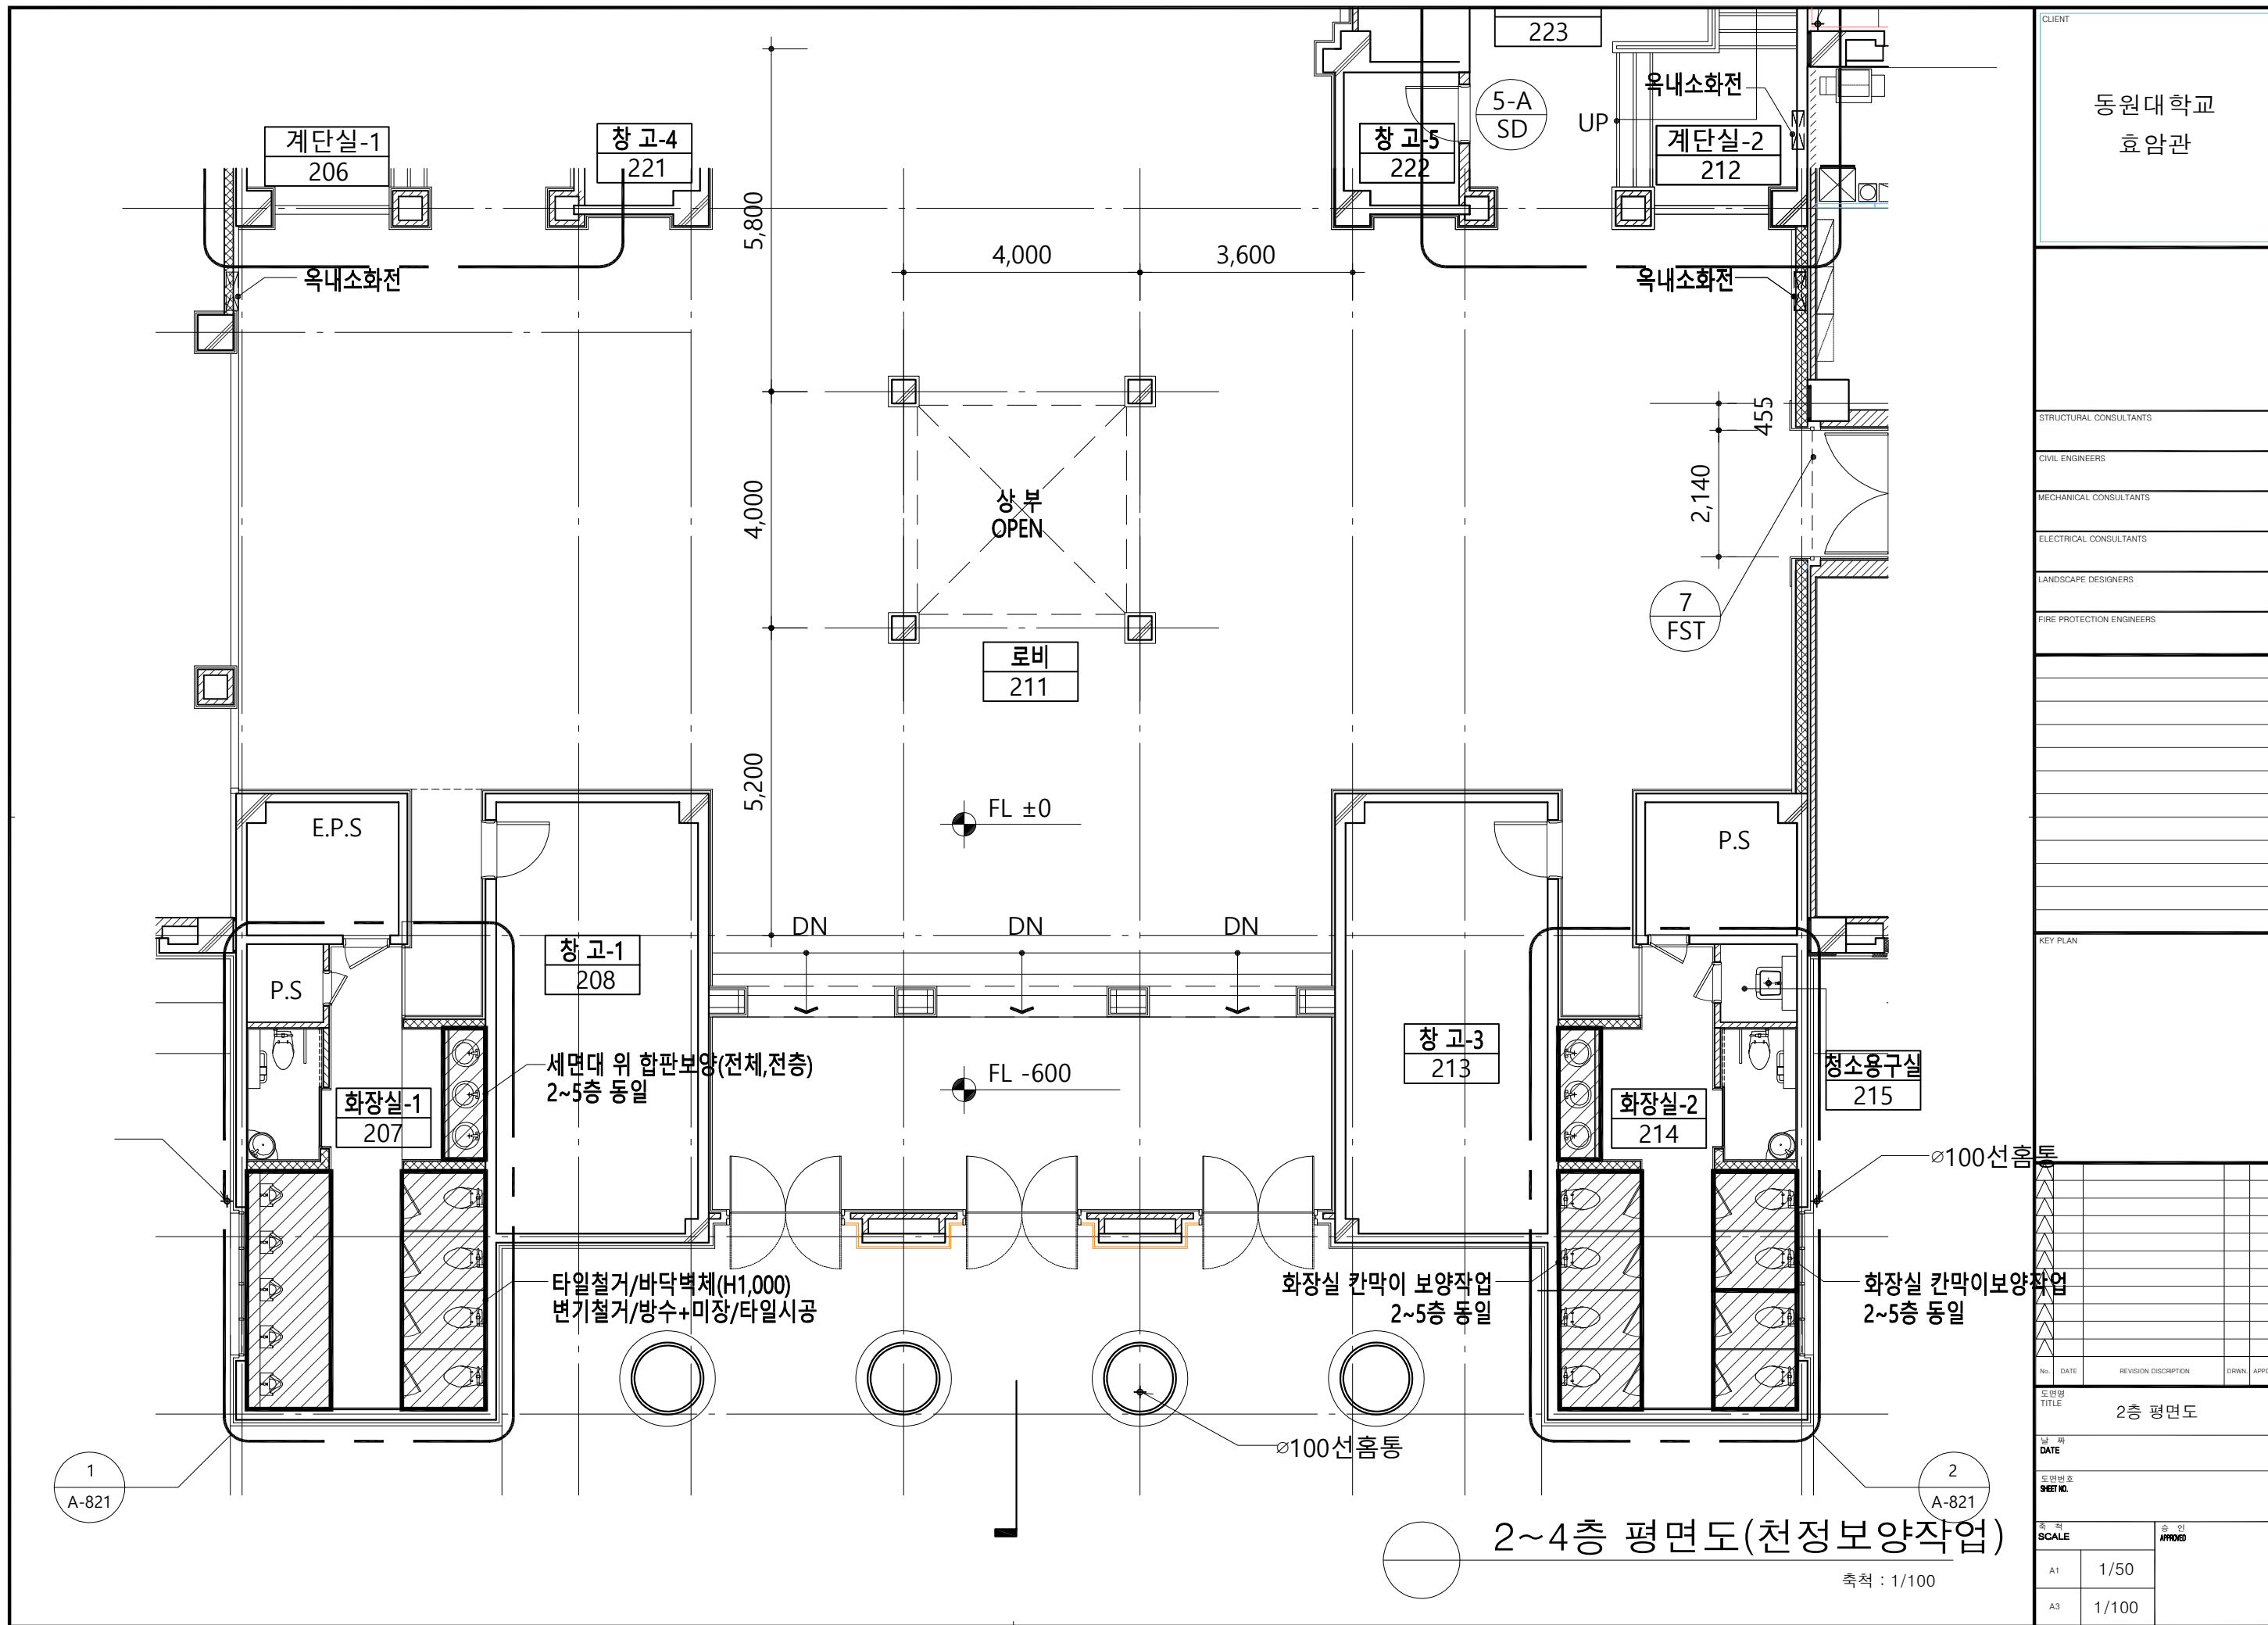 223
옥내소화전
5-A
SD
UP
계단실-1
206
창 고-4
221
창 고-5
222
계단실-2
212
5,800
4,000
3,600
옥내소화전
옥내소화전
455
4,000
상 부
OPEN
2,140
7
FST
로비
211
5,200
FL ±0
E.P.S
P.S
DN
DN
DN
창 고-1
208
P.S
창 고-3
213
세면대 위 합판보양(전체,전층)
2~5층 동일
FL -600
청소용구실
215
화장실-1
207
화장실-2
214
⌀100선홈통
타일철거/바닥벽체(H1,000)
변기철거/방수+미장/타일시공
화장실 칸막이 보양작업
2~5층 동일
화장실 칸막이보양작업
2~5층 동일
⌀100선홈통
1
A-821
2
A-821
2~4층 평면도(천정보양작업)
축척 : 1/100
CLIENT
동원대학교
효암관
STRUCTURAL CONSULTANTS
CIVIL ENGINEERS
MECHANICAL CONSULTANTS
ELECTRICAL CONSULTANTS
LANDSCAPE DESIGNERS
FIRE PROTECTION ENGINEERS
KEY PLAN
No. DATE REVISION DISCRIPTION DRWN. APPD
도면명
TITLE
2층 평면도
날 짜
DATE
도면번호
SHEET NO.
축 척
SCALE
승 인
APPROVED
A1 1/50
A3 1/100